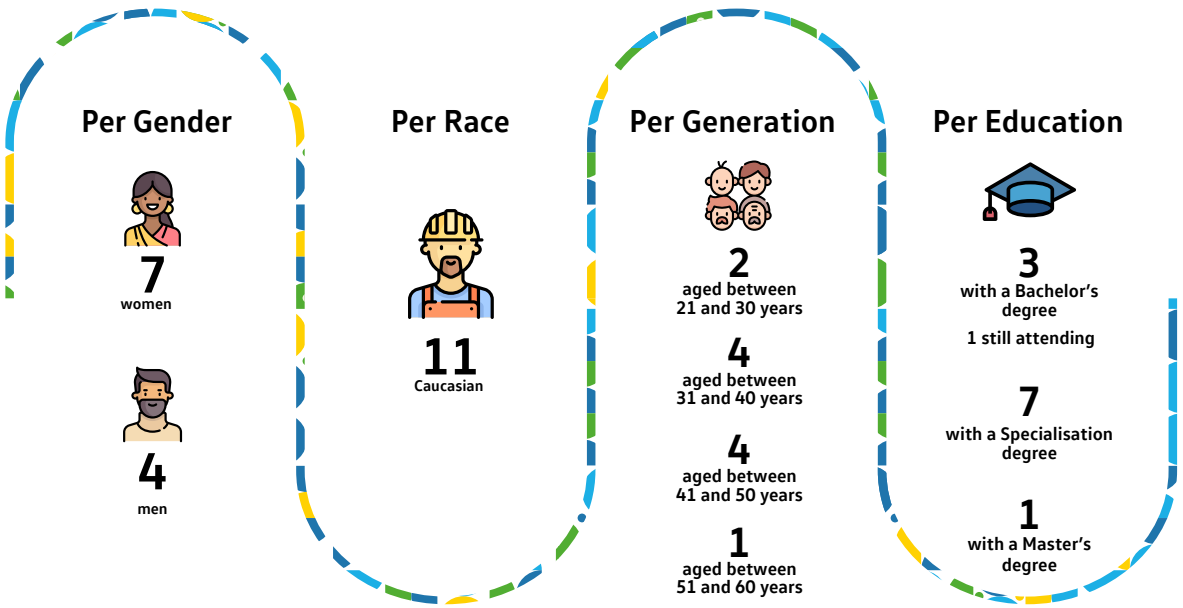 Per Gender
7
women
4
men
Per Race
11
Caucasian
Per Generation
2
aged between
21 and 30 years
4
aged between
31 and 40 years
4
aged between
41 and 50 years
1
aged between
51 and 60 years
Per Education
3
with a Bachelor’s
degree
1 still attending
7
with a Specialisation
degree
1
with a Master’s
degree